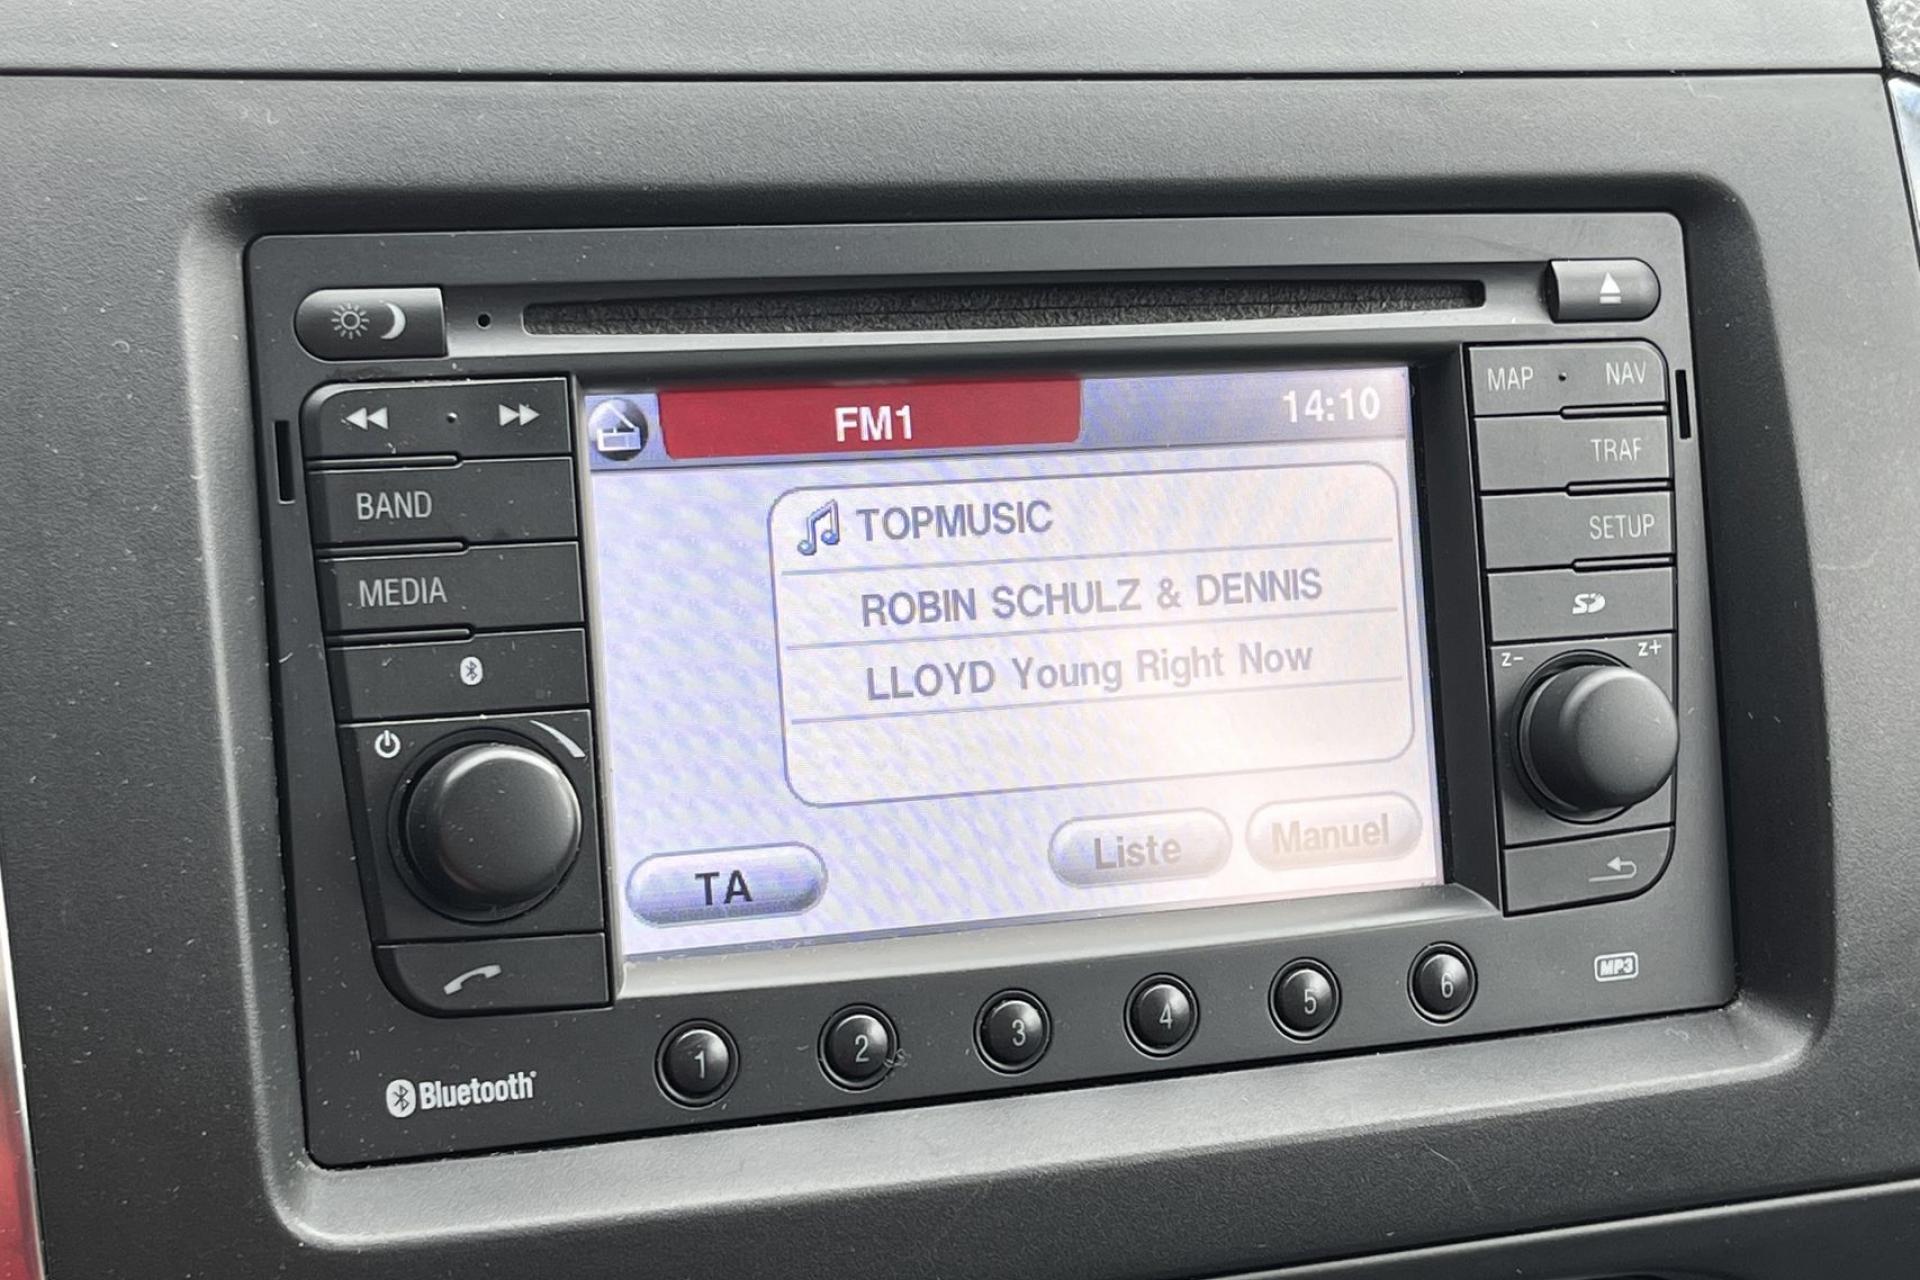 MAP · NAV
FM1
14:10
BAND
TRAF
TOPMUSIC
SETUP
MEDIA
ROBIN SCHULZ & DENNIS
SD
LLOYD Young Right Now
z-
z+
TA
Liste
Manuel
1
2
3
4
5
6
MP3
Bluetooth